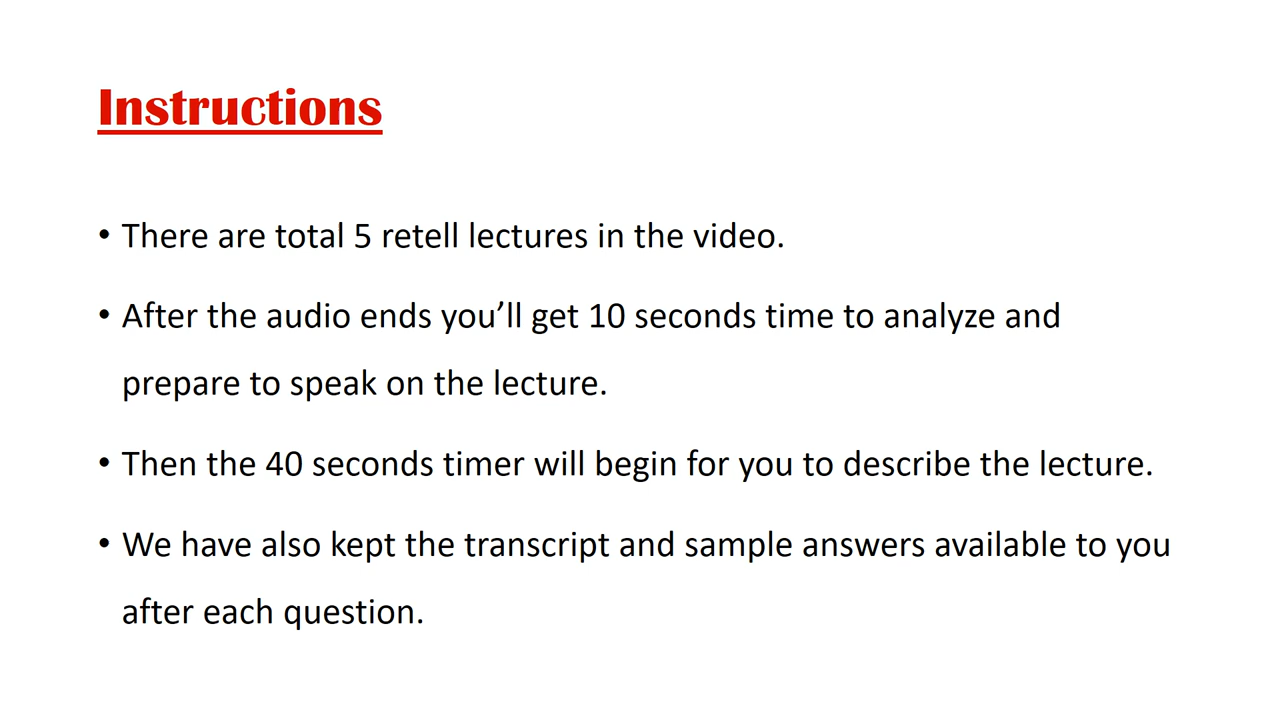 Instructions
• There are total 5 retell lectures in the video.
• After the audio ends you’ll get 10 seconds time to analyze and
prepare to speak on the lecture.
• Then the 40 seconds timer will begin for you to describe the lecture.
• We have also kept the transcript and sample answers available to you
after each question.